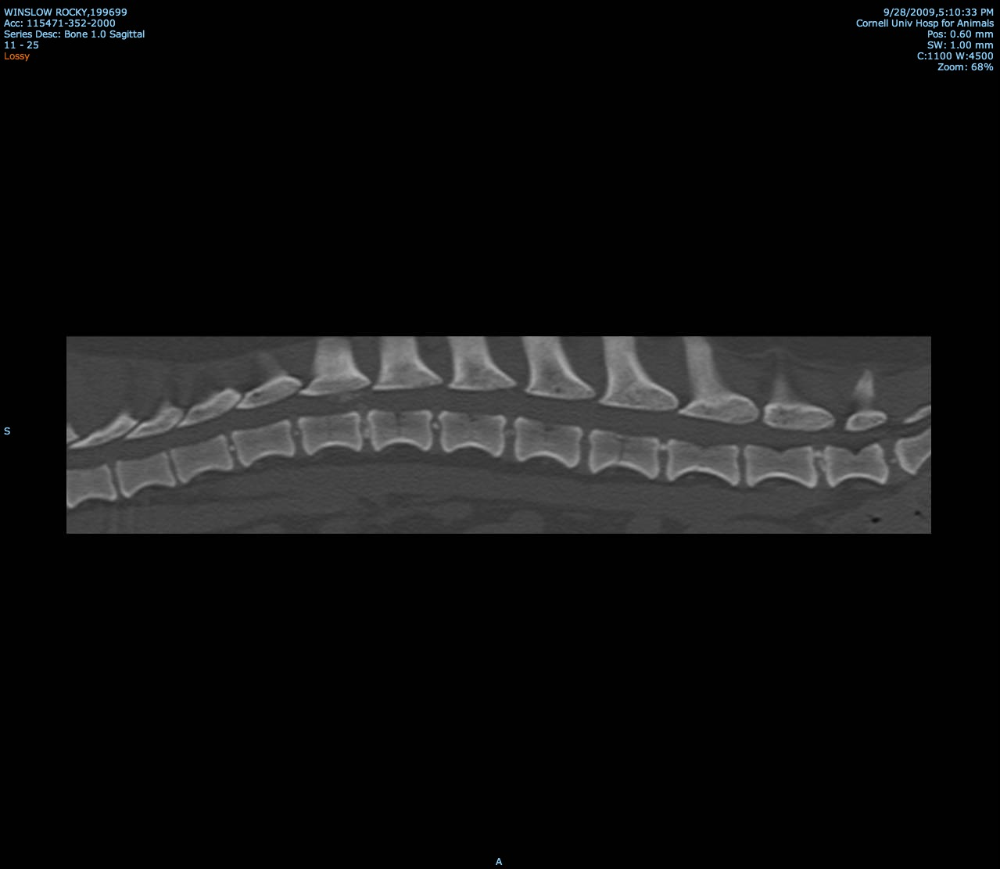 WINSLOW ROCKY,199699
Acc: 115471-352-2000
Series Desc: Bone 1.0 Sagittal
11 - 25
Lossy
9/28/2009,5:10:33 PM
Cornell Univ Hosp for Animals
Pos: 0.60 mm
SW: 1.00 mm
C:1100 W:4500
Zoom: 68%
S
A